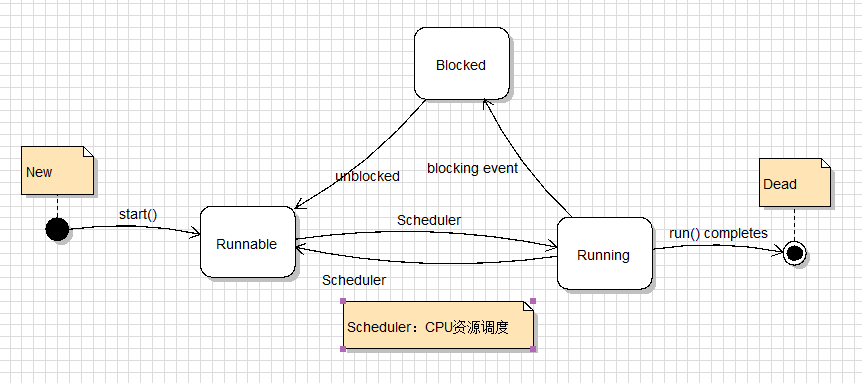 Blocked
unblocked
blocking event
New
Dead
start()
Scheduler
run() completes
Runnable
Running
Scheduler
Scheduler：CPU资源调度